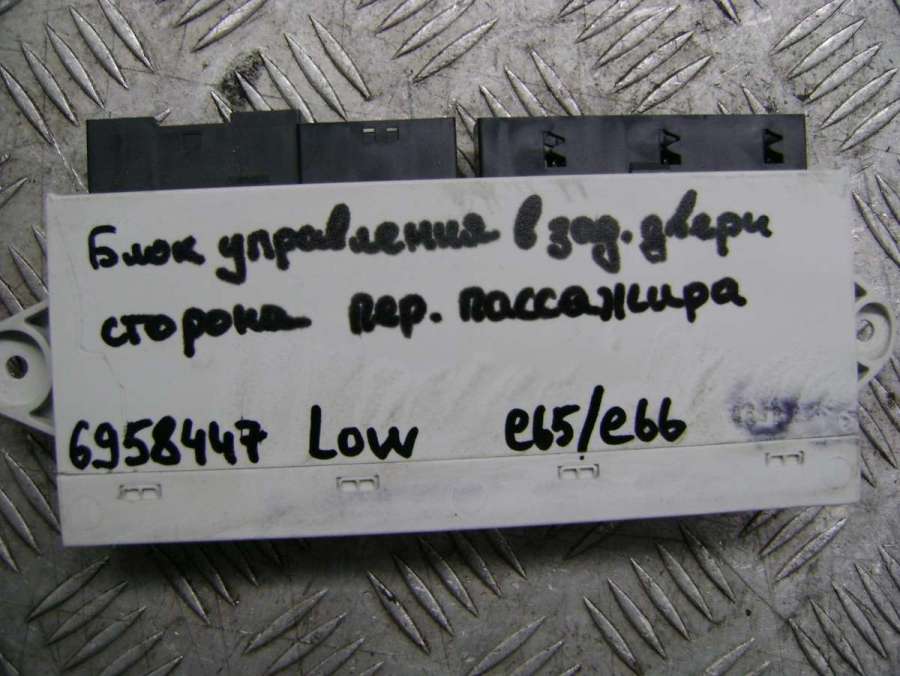 Блок управления в зад. двери
сторона пер. пассажира
6958447 Low e65/e66